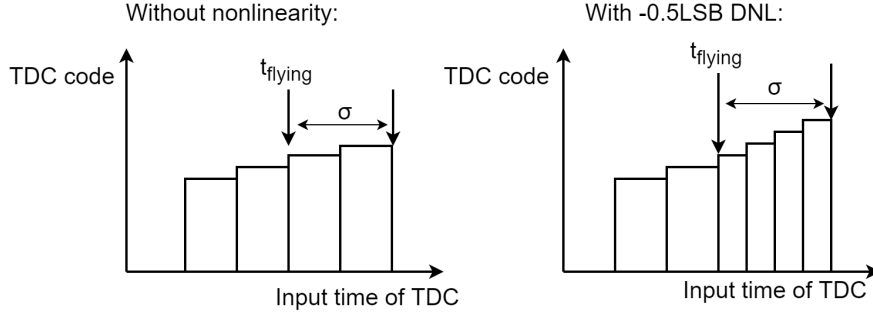 Without nonlinearity:
TDC code
t_flying
σ
Input time of TDC
With -0.5LSB DNL:
TDC code
t_flying
σ
Input time of TDC